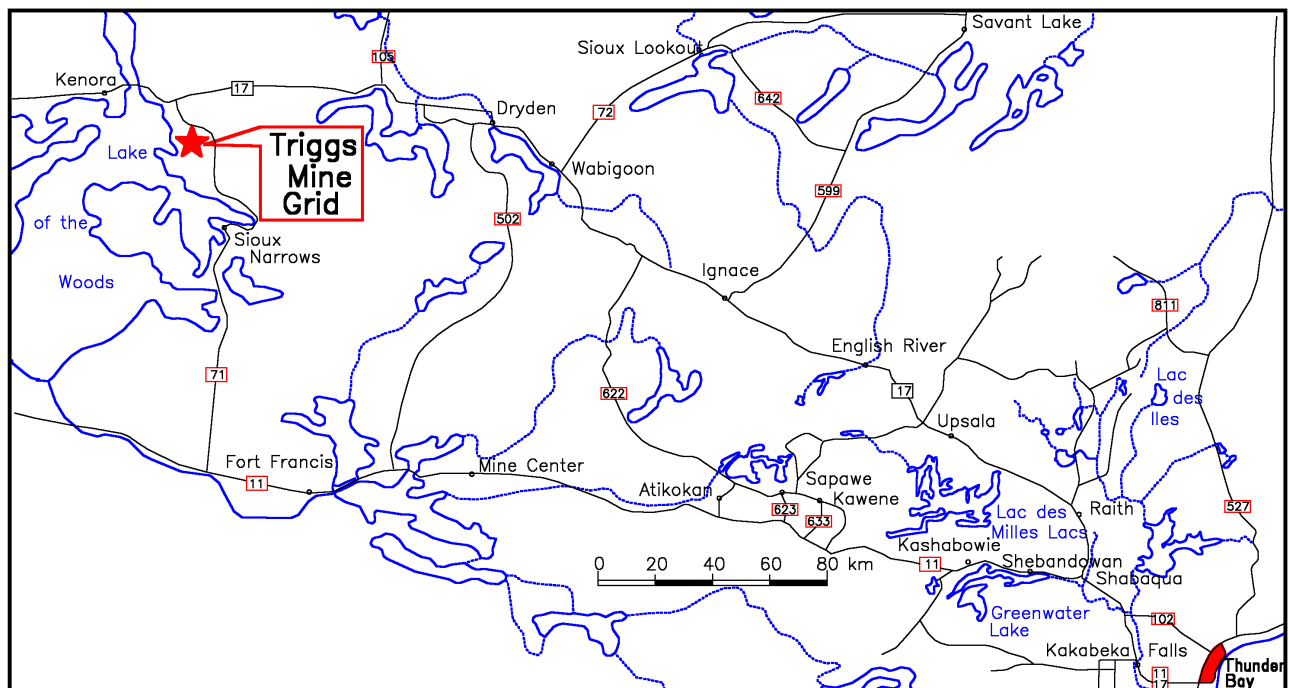 Savant Lake
Sioux Lookout
105
Kenora
17
642
Dryden
72
Triggs
Mine
Grid
Lake
Wabigoon
599
of the
502
Sioux
Narrows
Ignace
Woods
811
English River
71
Lac
des
Iles
622
17
Upsala
Fort Francis
Mine Center
11
Atikokan
Sapawe
Kawene
623
633
Lac des
Milles Lacs
Raith
527
Kashabowie
0 20 40 60 80 km
11
Shebandowan
Shabaqua
Greenwater
Lake
102
Kakabeka Falls
11
17
Thunder
Bay